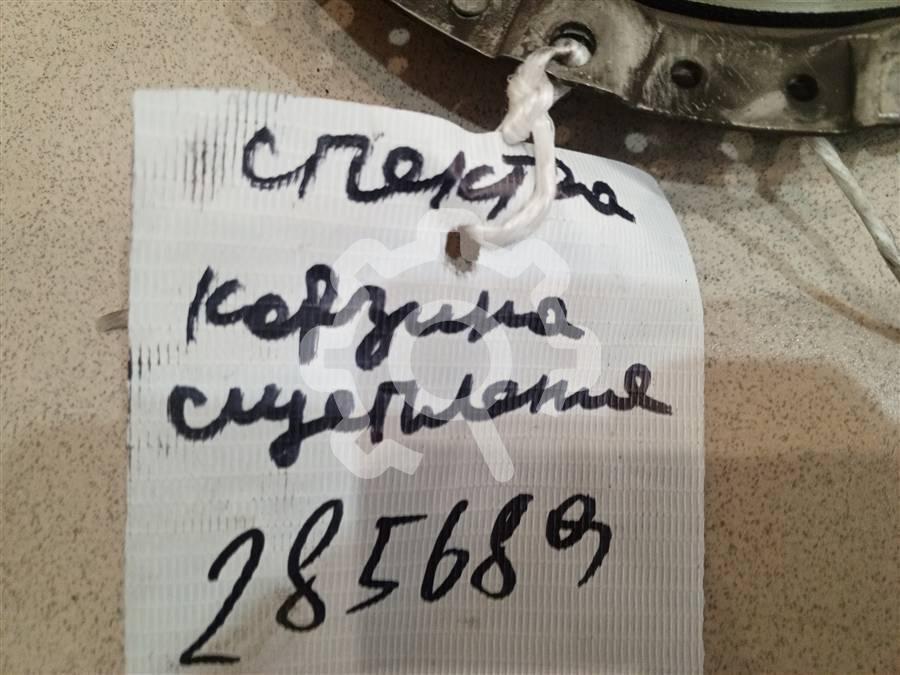 спектра
корзина
сцепления
285689